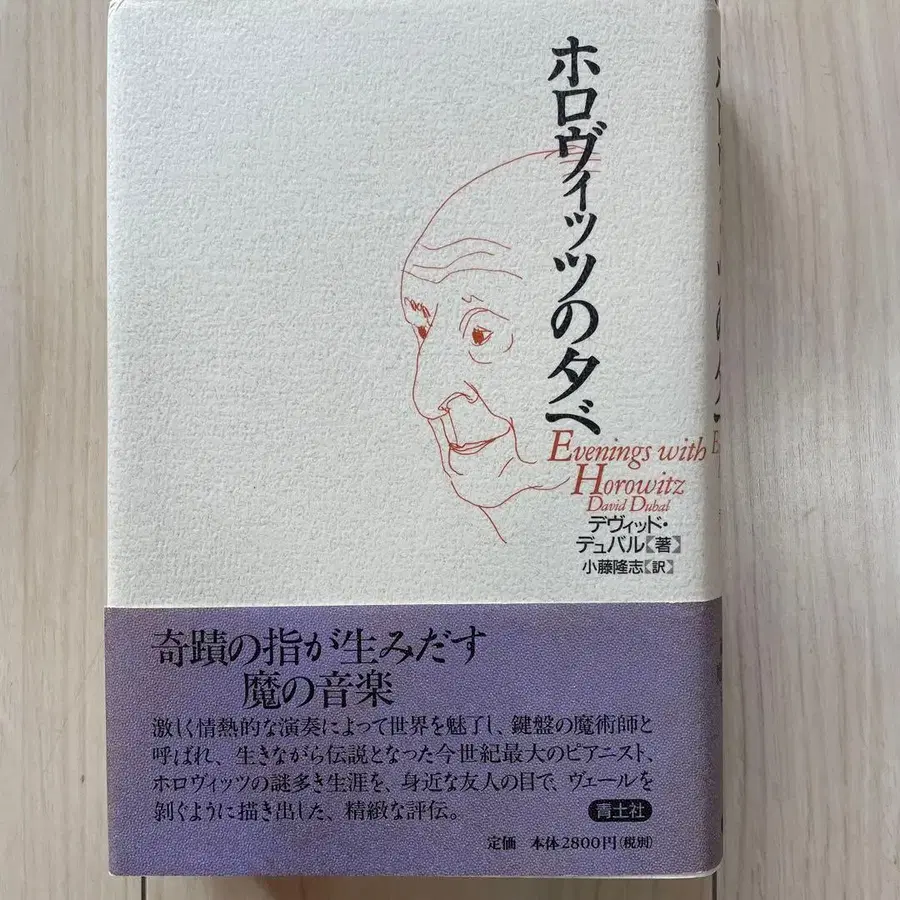 ホロヴィッツの夕べ
Evenings with
Horowitz
David Dubal
デヴィッド・
デュバル【著】
小藤隆志【訳】
奇蹟の指が生みだす
魔の音楽
激しく情熱的な演奏によって世界を魅了し、鍵盤の魔術師と
呼ばれ、生きながら伝説となった今世紀最大のピアニスト、
ホロヴィッツの謎多き生涯を、身近な友人の目で、ヴェールを
剝ぐように描き出した、精緻な評伝。
青土社
定価 本体2800円(税別)